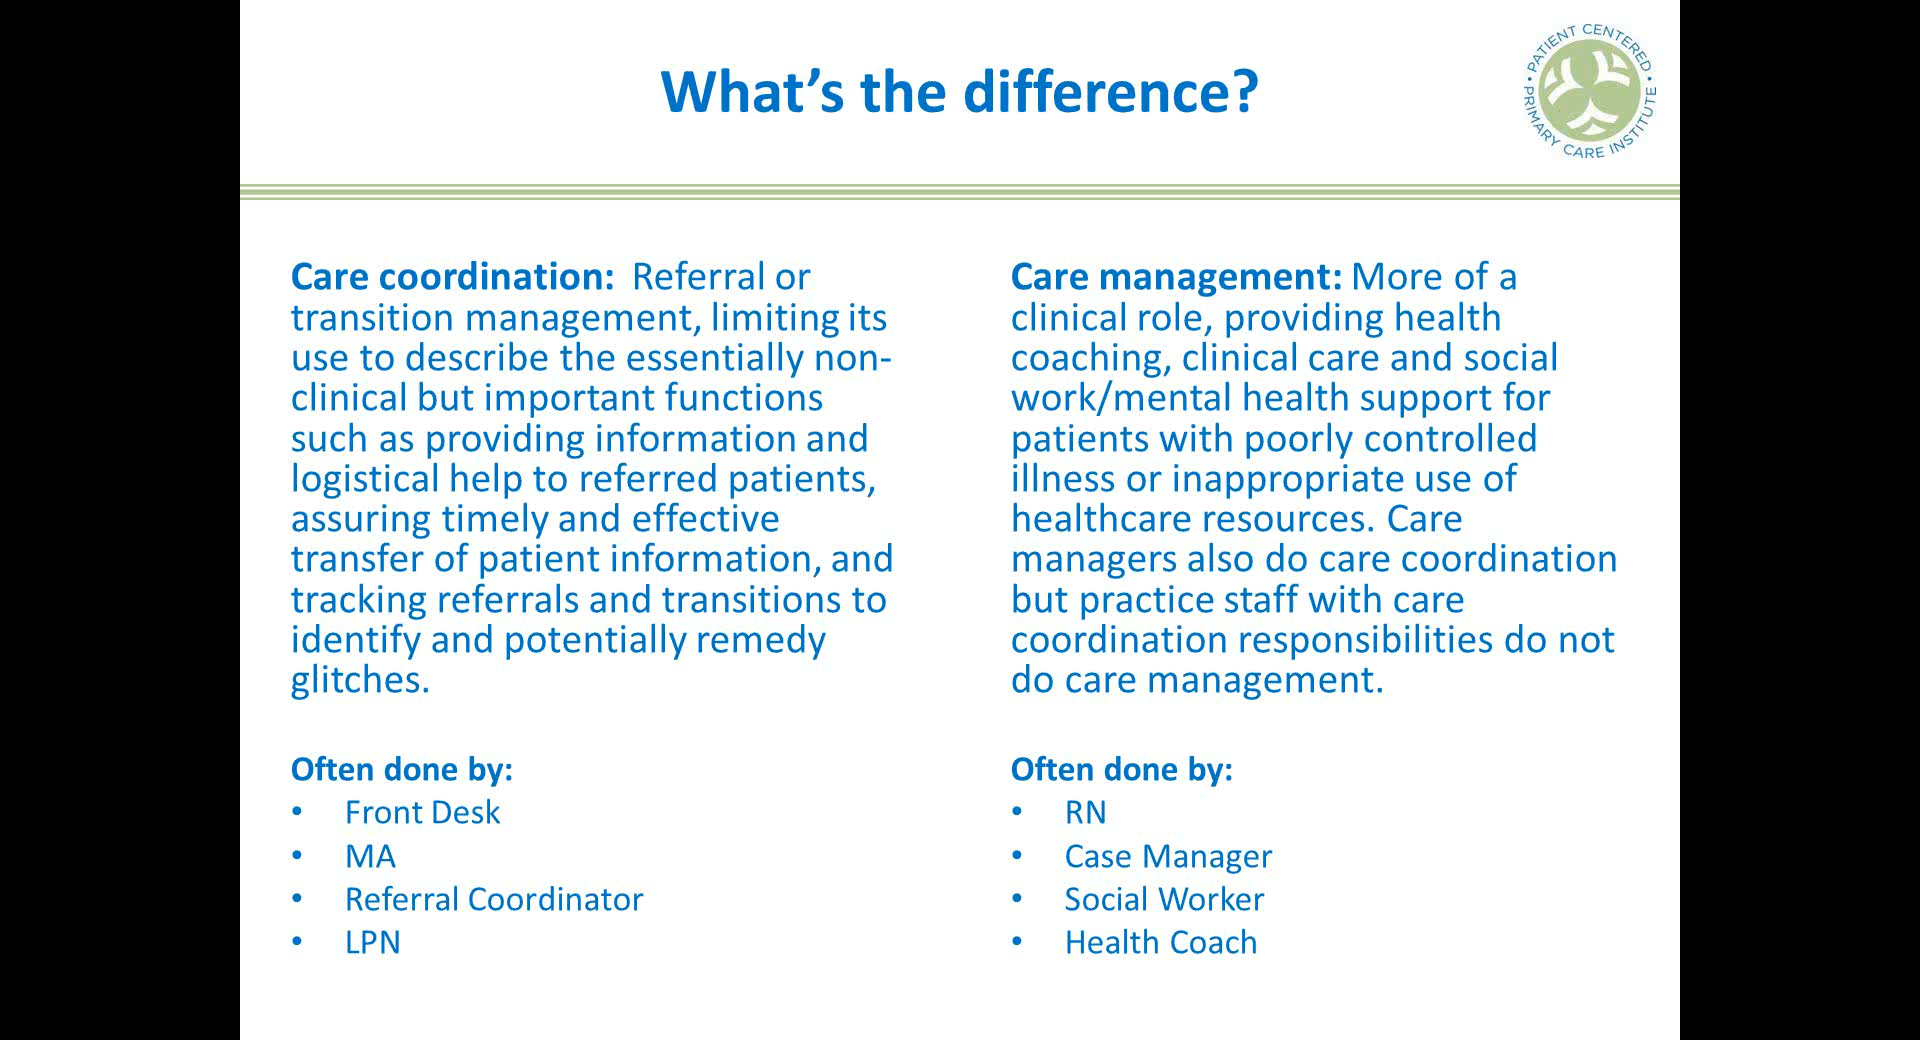 What's the difference?
PATIENT CENTERED
PRIMARY CARE INSTITUTE
Care coordination:  Referral or
transition management, limiting its
use to describe the essentially non-
clinical but important functions
such as providing information and
logistical help to referred patients,
assuring timely and effective
transfer of patient information, and
tracking referrals and transitions to
identify and potentially remedy
glitches.
Often done by:
• Front Desk
• MA
• Referral Coordinator
• LPN
Care management: More of a
clinical role, providing health
coaching, clinical care and social
work/mental health support for
patients with poorly controlled
illness or inappropriate use of
healthcare resources. Care
managers also do care coordination
but practice staff with care
coordination responsibilities do not
do care management.
Often done by:
• RN
• Case Manager
• Social Worker
• Health Coach